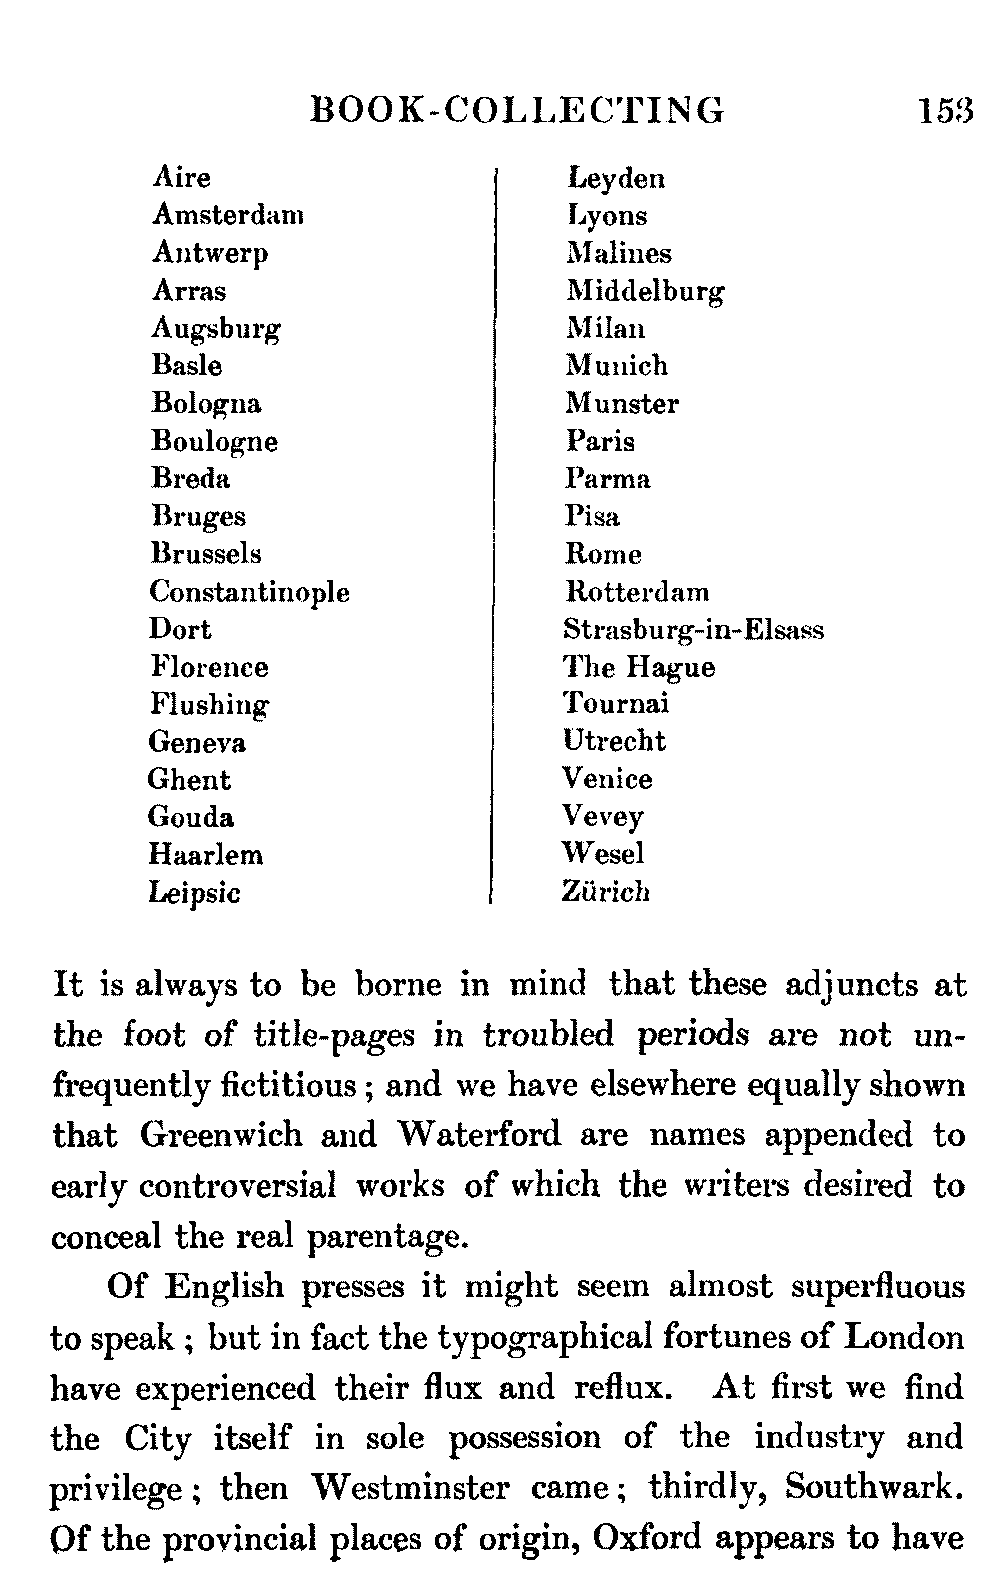 BOOK-COLLECTING 153
Aire
Amsterdam
Antwerp
Arras
Augsburg
Basle
Bologna
Boulogne
Breda
Bruges
Brussels
Constantinople
Dort
Florence
Flushing
Geneva
Ghent
Gouda
Haarlem
Leipsic
Leyden
Lyons
Malines
Middelburg
Milan
Munich
Munster
Paris
Parma
Pisa
Rome
Rotterdam
Strasburg-in-Elsass
The Hague
Tournai
Utrecht
Venice
Vevey
Wesel
Zürich
It is always to be borne in mind that these adjuncts at
the foot of title-pages in troubled periods are not un-
frequently fictitious; and we have elsewhere equally shown
that Greenwich and Waterford are names appended to
early controversial works of which the writers desired to
conceal the real parentage.
Of English presses it might seem almost superfluous
to speak; but in fact the typographical fortunes of London
have experienced their flux and reflux. At first we find
the City itself in sole possession of the industry and
privilege; then Westminster came; thirdly, Southwark.
Of the provincial places of origin, Oxford appears to have